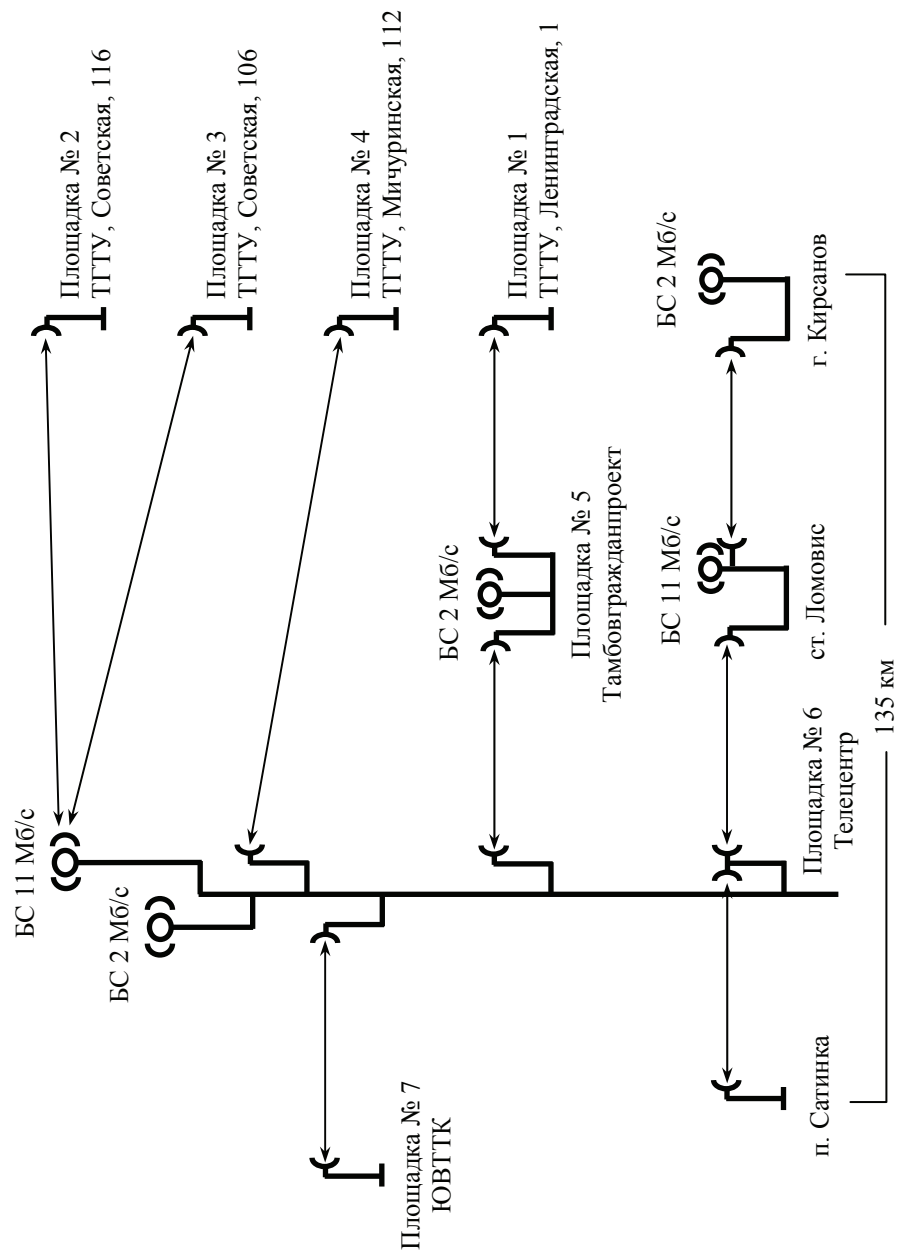 БС 11 Мб/с
БС 2 Мб/с
Площадка № 2
ТГТУ, Советская, 116
Площадка № 3
ТГТУ, Советская, 106
Площадка № 4
ТГТУ, Мичуринская, 112
Площадка № 7
ЮВТТК
БС 2 Мб/с
Площадка № 5
Тамбовгражданпроект
Площадка № 1
ТГТУ, Ленинградская, 1
БС 11 Мб/с
БС 2 Мб/с
п. Сатинка
Площадка № 6
Телецентр
ст. Ломовис
г. Кирсанов
135 км